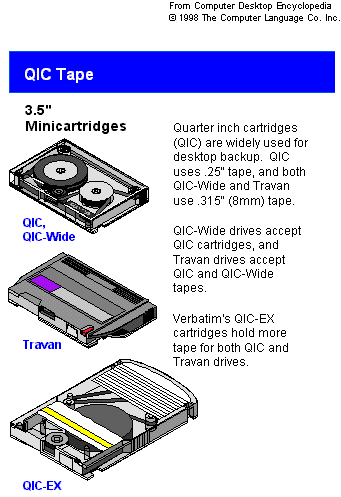 From Computer Desktop Encyclopedia
© 1998 The Computer Language Co. Inc.
QIC Tape
3.5"
Minicartridges
QIC,
QIC-Wide
Travan
QIC-EX
Quarter inch cartridges
(QIC) are widely used for
desktop backup. QIC
uses .25" tape, and both
QIC-Wide and Travan
use .315" (8mm) tape.
QIC-Wide drives accept
QIC cartridges, and
Travan drives accept
QIC and QIC-Wide
tapes.
Verbatim's QIC-EX
cartridges hold more
tape for both QIC and
Travan drives.